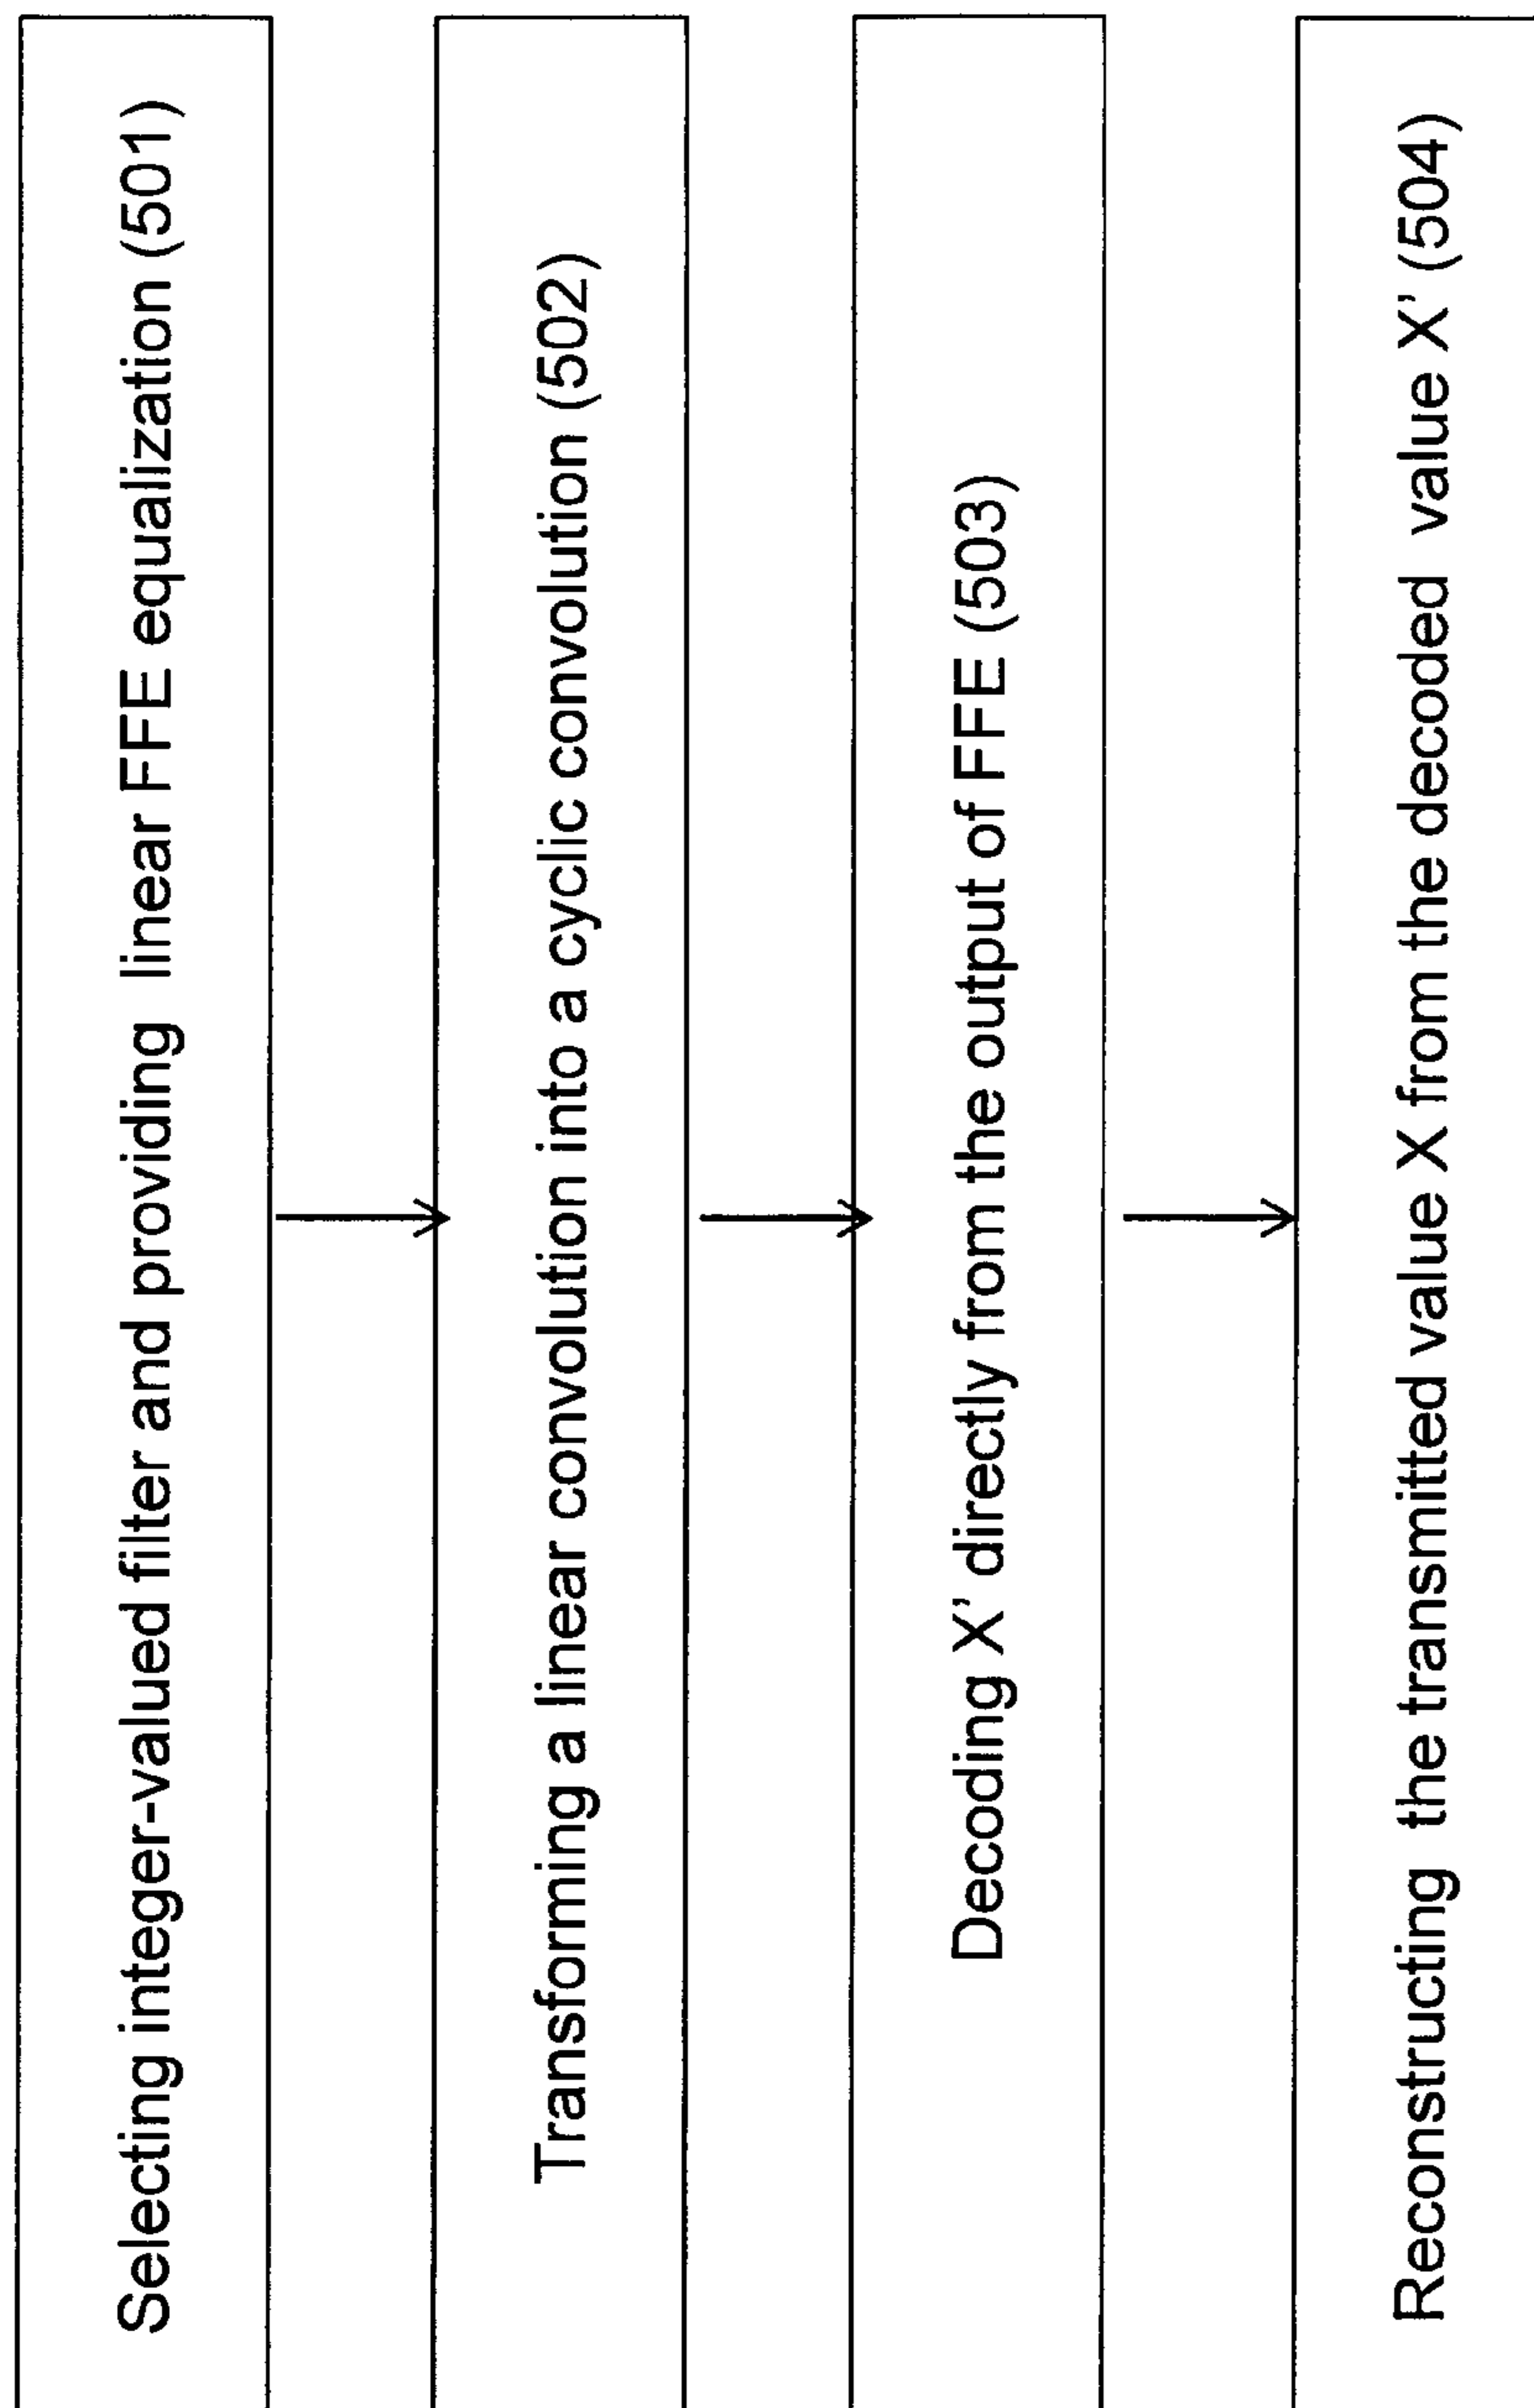 Selecting integer-valued filter and providing linear FFE equalization (501)
Transforming a linear convolution into a cyclic convolution (502)
Decoding X' directly from the output of FFE (503)
Reconstructing the transmitted value X from the decoded value X' (504)